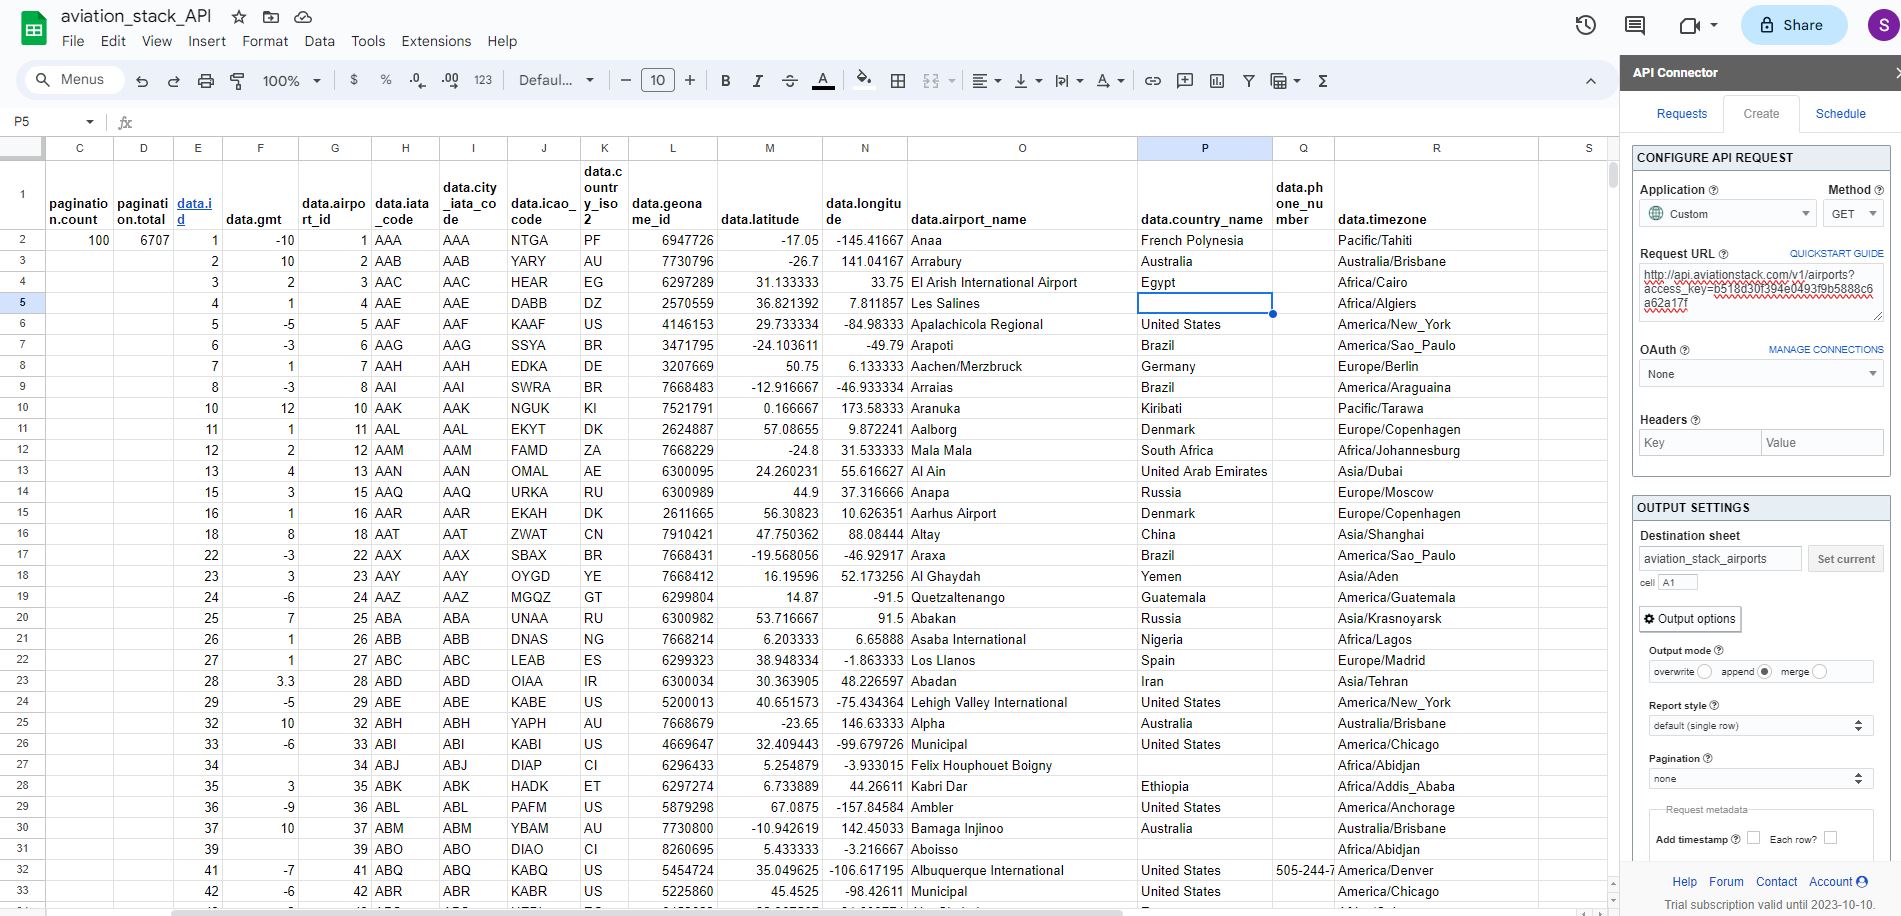 aviation_stack_API
File Edit View Insert Format Data Tools Extensions Help
Share
S
Menus 100% $ % .0 .00 123 Defaul... 10 B I A Σ
P5 fx
C D E F G H I J K L M N O P Q R S
1 pagination.count pagination.total data.id data.gmt data.airport_id data.iata_code data.city_iata_code data.icao_code data.country_iso2 data.geoname_id data.latitude data.longitude data.airport_name data.country_name data.phone_number data.timezone
2 100 6707 1 -10 1 AAA AAA NTGA PF 6947726 -17.05 -145.41667 Anaa French Polynesia Pacific/Tahiti
3 2 10 2 AAB AAB YARY AU 7730796 -26.7 141.04167 Arrabury Australia Australia/Brisbane
4 3 2 3 AAC AAC HEAR EG 6297289 31.133333 33.75 El Arish International Airport Egypt Africa/Cairo
5 4 1 4 AAE AAE DABB DZ 2570559 36.821392 7.811857 Les Salines Africa/Algiers
6 5 -5 5 AAF AAF KAAF US 4146153 29.733334 -84.98333 Apalachicola Regional United States America/New_York
7 6 -3 6 AAG AAG SSYA BR 3471795 -24.103611 -49.79 Arapoti Brazil America/Sao_Paulo
8 7 1 7 AAH AAH EDKA DE 3207669 50.75 6.133333 Aachen/Merzbruck Germany Europe/Berlin
9 8 -3 8 AAI AAI SWRA BR 7668483 -12.916667 -46.933334 Arraias Brazil America/Araguaina
10 10 12 10 AAK AAK NGUK KI 7521791 0.166667 173.58333 Aranuka Kiribati Pacific/Tarawa
11 11 1 11 AAL AAL EKYT DK 2624887 57.08655 9.872241 Aalborg Denmark Europe/Copenhagen
12 12 2 12 AAM AAM FAMD ZA 7668229 -24.8 31.533333 Mala Mala South Africa Africa/Johannesburg
13 13 4 13 AAN AAN OMAL AE 6300095 24.260231 55.616627 Al Ain United Arab Emirates Asia/Dubai
14 15 3 15 AAQ AAQ URKA RU 6300989 44.9 37.316666 Anapa Russia Europe/Moscow
15 16 1 16 AAR AAR EKAH DK 2611665 56.30823 10.626351 Aarhus Airport Denmark Europe/Copenhagen
16 18 8 18 AAT AAT ZWAT CN 7910421 47.750362 88.08444 Altay China Asia/Shanghai
17 22 -3 22 AAX AAX SBAX BR 7668431 -19.568056 -46.92917 Araxa Brazil America/Sao_Paulo
18 23 3 23 AAY AAY OYGD YE 7668412 16.19596 52.173256 Al Ghaydah Yemen Asia/Aden
19 24 -6 24 AAZ AAZ MGQZ GT 6299804 14.87 -91.5 Quetzaltenango Guatemala America/Guatemala
20 25 7 25 ABA ABA UNAA RU 6300982 53.716667 91.5 Abakan Russia Asia/Krasnoyarsk
21 26 1 26 ABB ABB DNAS NG 7668214 6.203333 6.65888 Asaba International Nigeria Africa/Lagos
22 27 1 27 ABC ABC LEAB ES 6299323 38.948334 -1.863333 Los Llanos Spain Europe/Madrid
23 28 3.3 28 ABD ABD OIAA IR 6300034 30.363905 48.226597 Abadan Iran Asia/Tehran
24 29 -5 29 ABE ABE KABE US 5200013 40.651573 -75.434364 Lehigh Valley International United States America/New_York
25 32 10 32 ABH ABH YAPH AU 7668679 -23.65 146.63333 Alpha Australia Australia/Brisbane
26 33 -6 33 ABI ABI KABI US 4669647 32.409443 -99.679726 Municipal United States America/Chicago
27 34 34 ABJ ABJ DIAP CI 6296433 5.254879 -3.933015 Felix Houphouet Boigny Africa/Abidjan
28 35 3 35 ABK ABK HADK ET 6297274 6.733889 44.26611 Kabri Dar Ethiopia Africa/Addis_Ababa
29 36 -9 36 ABL ABL PAFM US 5879298 67.0875 -157.84584 Ambler United States America/Anchorage
30 37 10 37 ABM ABM YBAM AU 7730800 -10.942619 142.45033 Bamaga Injinoo Australia Australia/Brisbane
31 39 39 ABO ABO DIAO CI 8260695 5.433333 -3.216667 Aboisso Africa/Abidjan
32 41 -7 41 ABQ ABQ KABQ US 5454724 35.049625 -106.617195 Albuquerque International United States 505-244-7 America/Denver
33 42 -6 42 ABR ABR KABR US 5225860 45.4525 -98.42611 Municipal United States America/Chicago
API Connector
Requests Create Schedule
CONFIGURE API REQUEST
Application Method
Custom GET
Request URL QUICKSTART GUIDE
http://api.aviationstack.com/v1/airports?
access_key=b518d30f394e0493f9b5888c6
a62a17f
OAuth MANAGE CONNECTIONS
None
Headers
Key Value
OUTPUT SETTINGS
Destination sheet
aviation_stack_airports Set current
cell A1
Output options
Output mode
overwrite append merge
Report style
default (single row)
Pagination
none
Request metadata
Add timestamp Each row?
Help Forum Contact Account
Trial subscription valid until 2023-10-10.